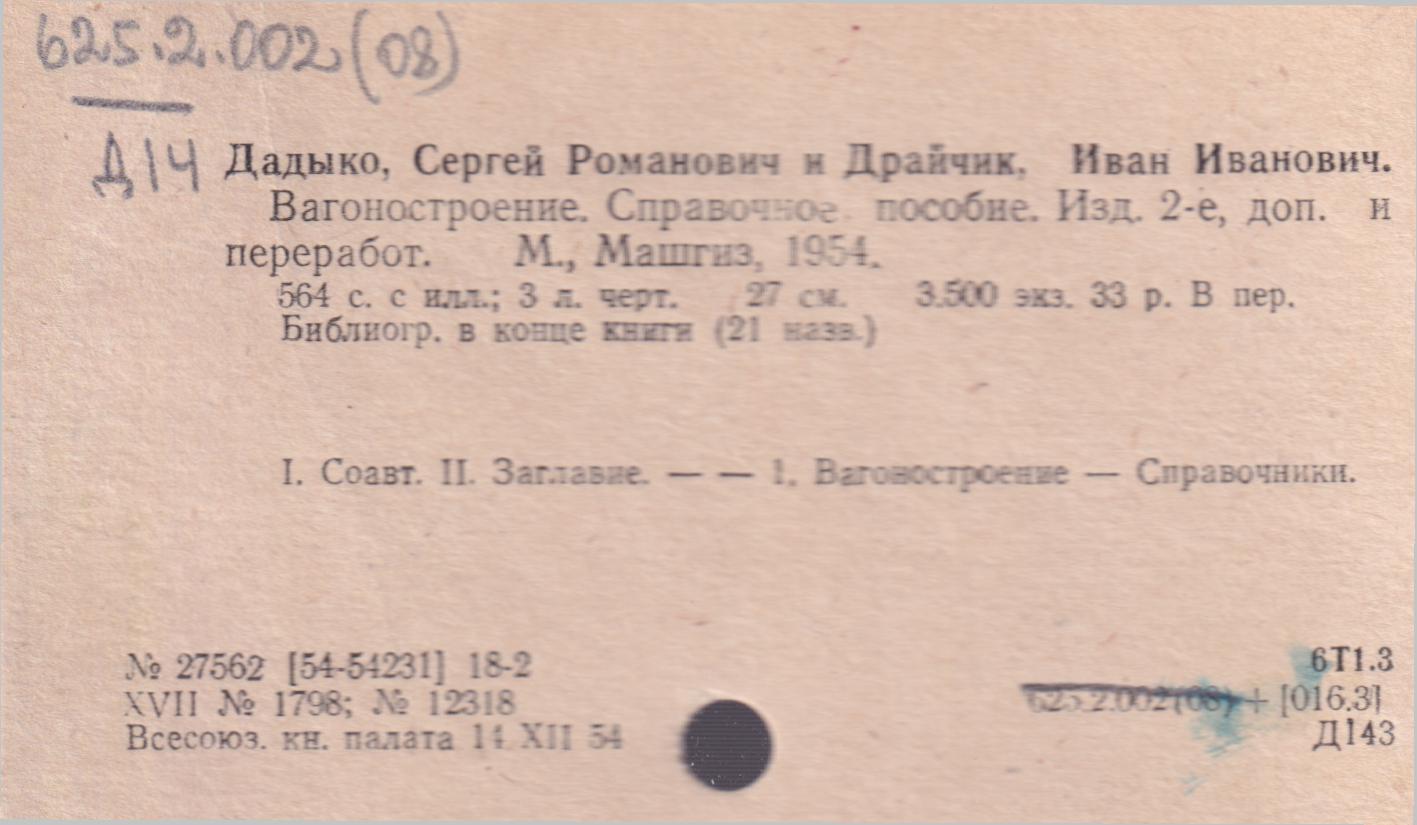 625.2.002(08)
Д14
Дадыко, Сергей Романович и Драйчик, Иван Иванович.
Вагоностроение. Справочное пособие. Изд. 2-е, доп. и
переработ. М., Машгиз, 1954.
564 с. с илл.; 3 л. черт. 27 см. 3.500 экз. 33 р. В пер.
Библиогр. в конце книги (21 назв.)
I. Соавт. II. Заглавие. — — 1. Вагоностроение — Справочники.
№ 27562 [54-54231] 18-2
XVII № 1798; № 12318
Всесоюз. кн. палата 14 XII 54
6Т1.3
625.2.002(08) + [016.3]
Д143